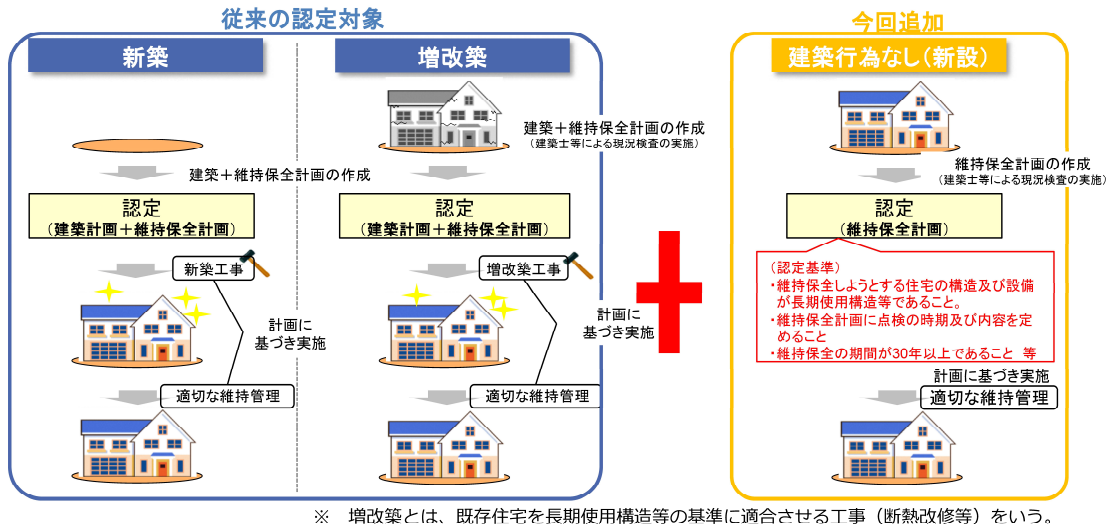 従来の認定対象
新築
建築＋維持保全計画の作成
認定
（建築計画＋維持保全計画）
新築工事
計画に
基づき実施
適切な維持管理
増改築
建築＋維持保全計画の作成
（建築士等による現況検査の実施）
認定
（建築計画＋維持保全計画）
増改築工事
計画に
基づき実施
適切な維持管理
今回追加
建築行為なし（新設）
維持保全計画の作成
（建築士等による現況検査の実施）
認定
（維持保全計画）
（認定基準）
・維持保全しようとする住宅の構造及び設備
が長期使用構造等であること。
・維持保全計画に点検の時期及び内容を定
めること
・維持保全の期間が30年以上であること 等
計画に基づき実施
適切な維持管理
※　増改築とは、既存住宅を長期使用構造等の基準に適合させる工事（断熱改修等）をいう。